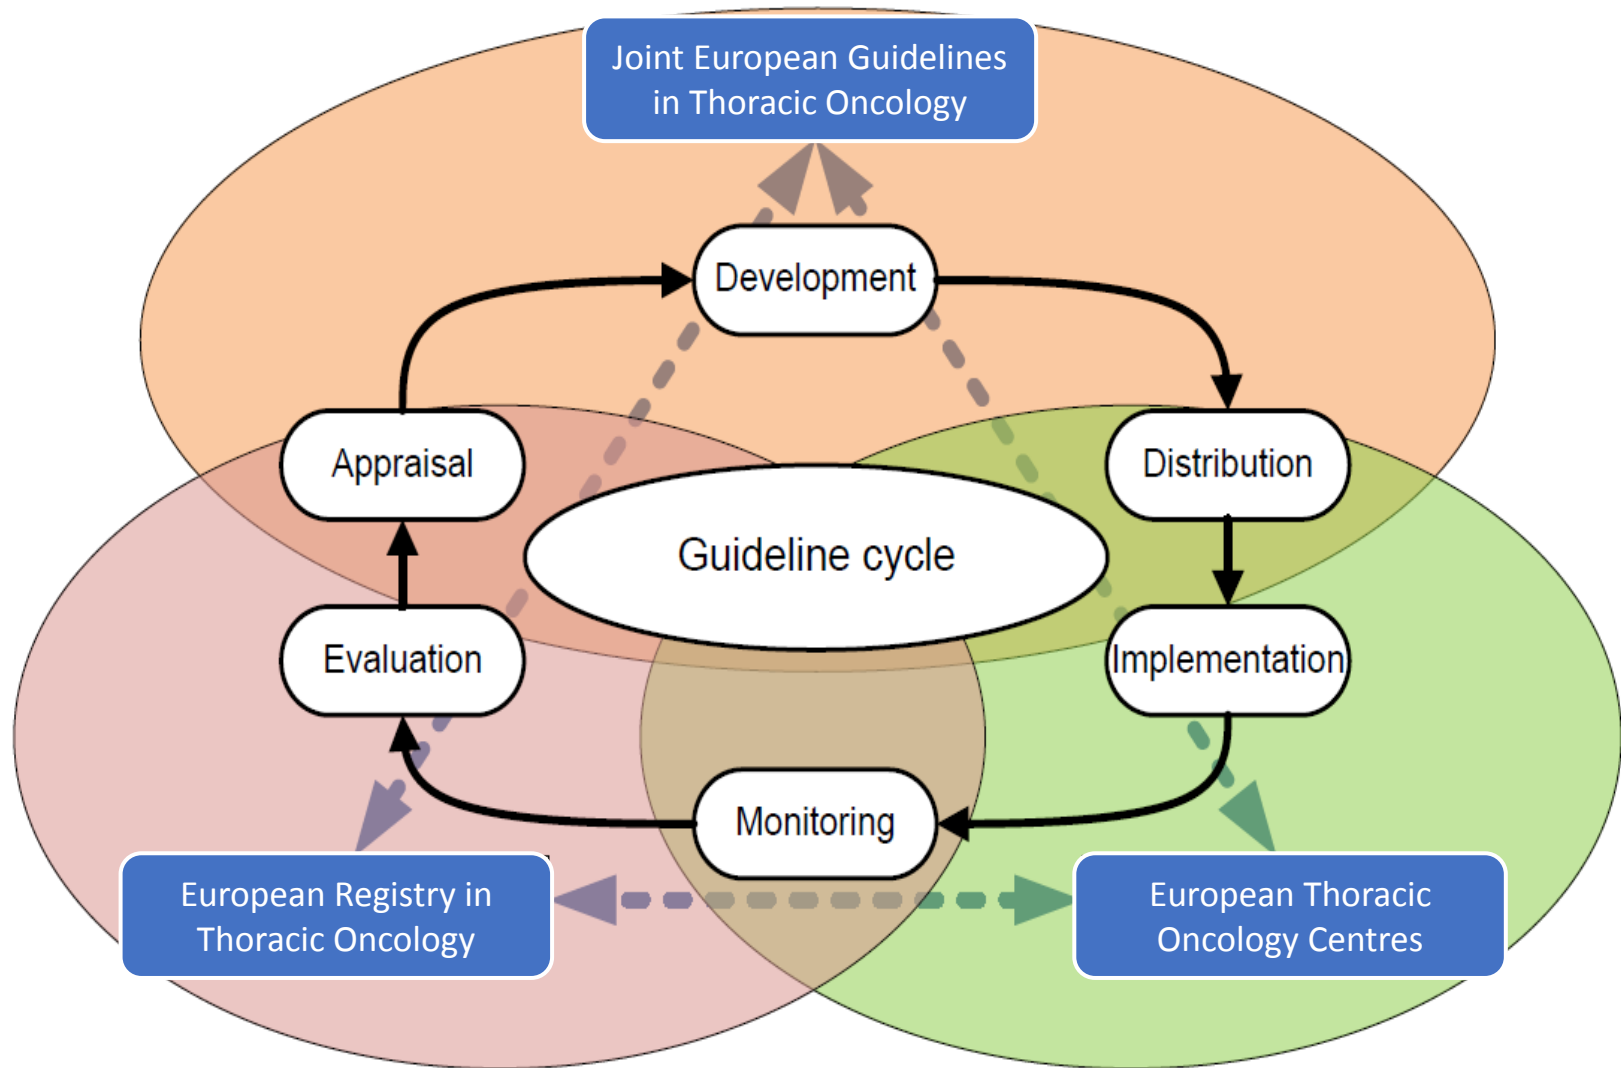 Joint European Guidelines
in Thoracic Oncology
Development
Appraisal
Distribution
Guideline cycle
Evaluation
Implementation
Monitoring
European Registry in
Thoracic Oncology
European Thoracic
Oncology Centres